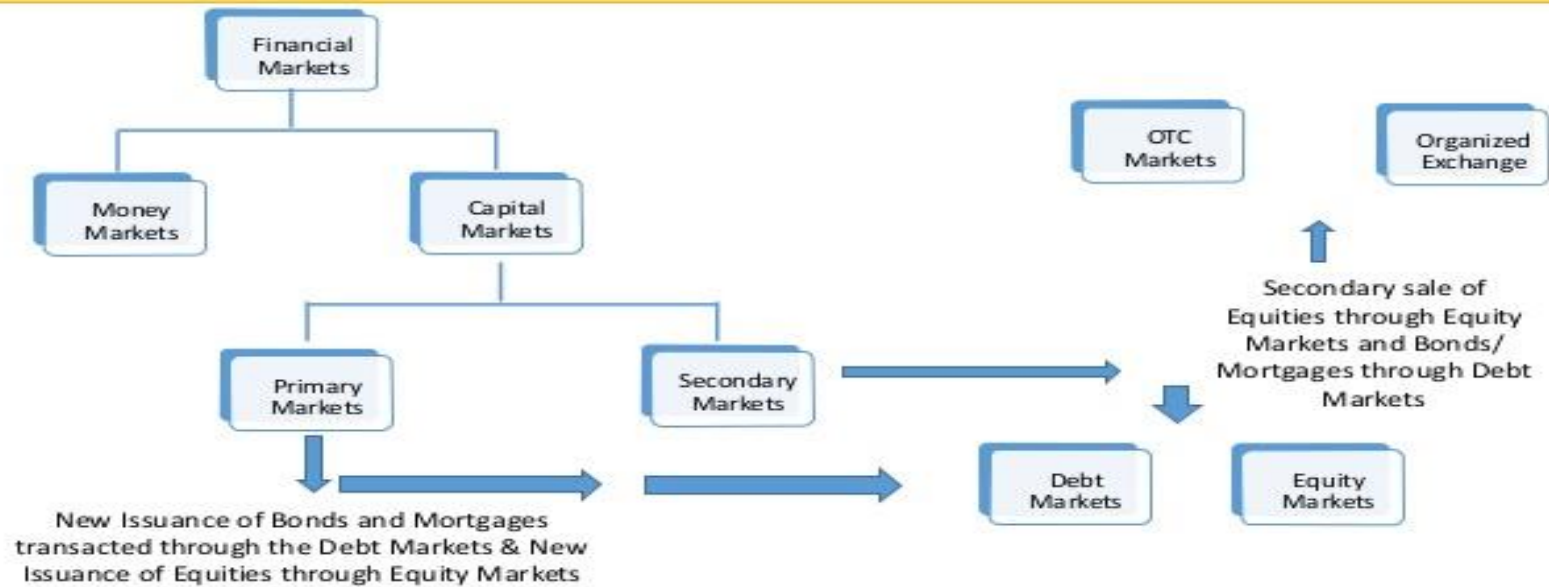 Financial
Markets
OTC
Markets
Organized
Exchange
Money
Markets
Capital
Markets
Secondary sale of
Equities through Equity
Markets and Bonds/
Mortgages through Debt
Markets
Primary
Markets
Secondary
Markets
Debt
Markets
Equity
Markets
New Issuance of Bonds and Mortgages
transacted through the Debt Markets & New
Issuance of Equities through Equity Markets